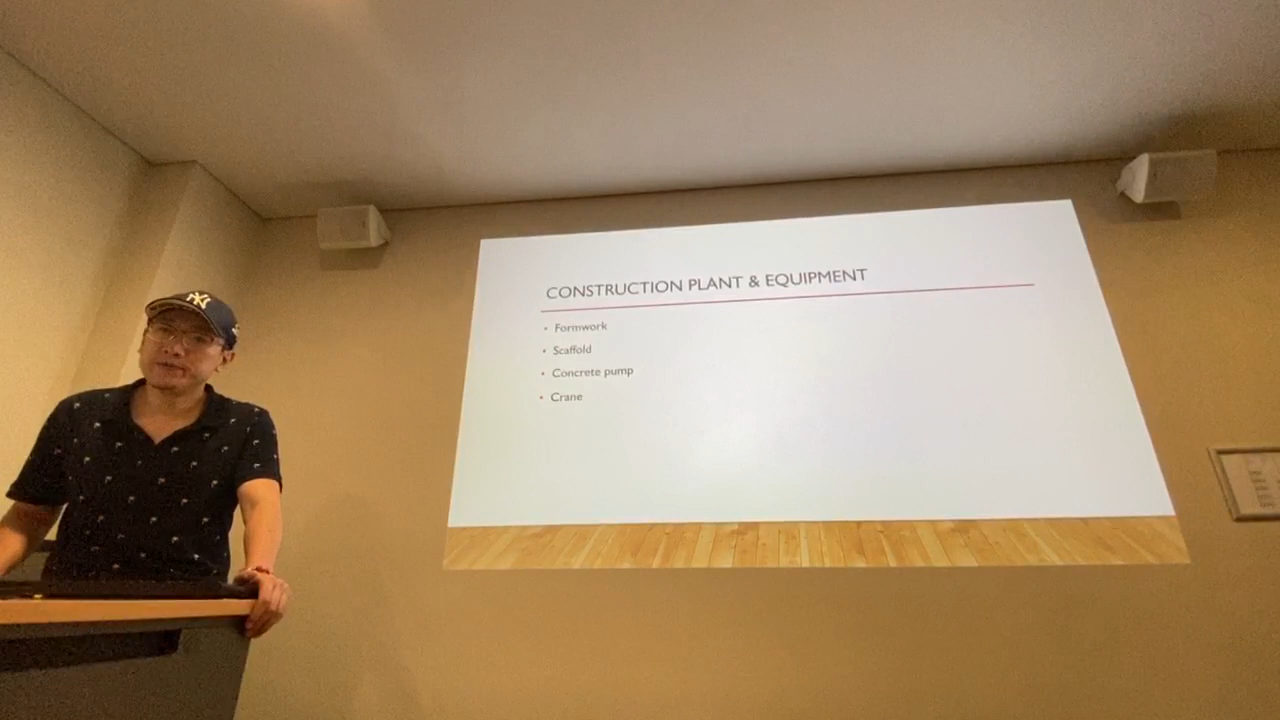 NY
CONSTRUCTION PLANT & EQUIPMENT
• Formwork
• Scaffold
• Concrete pump
• Crane